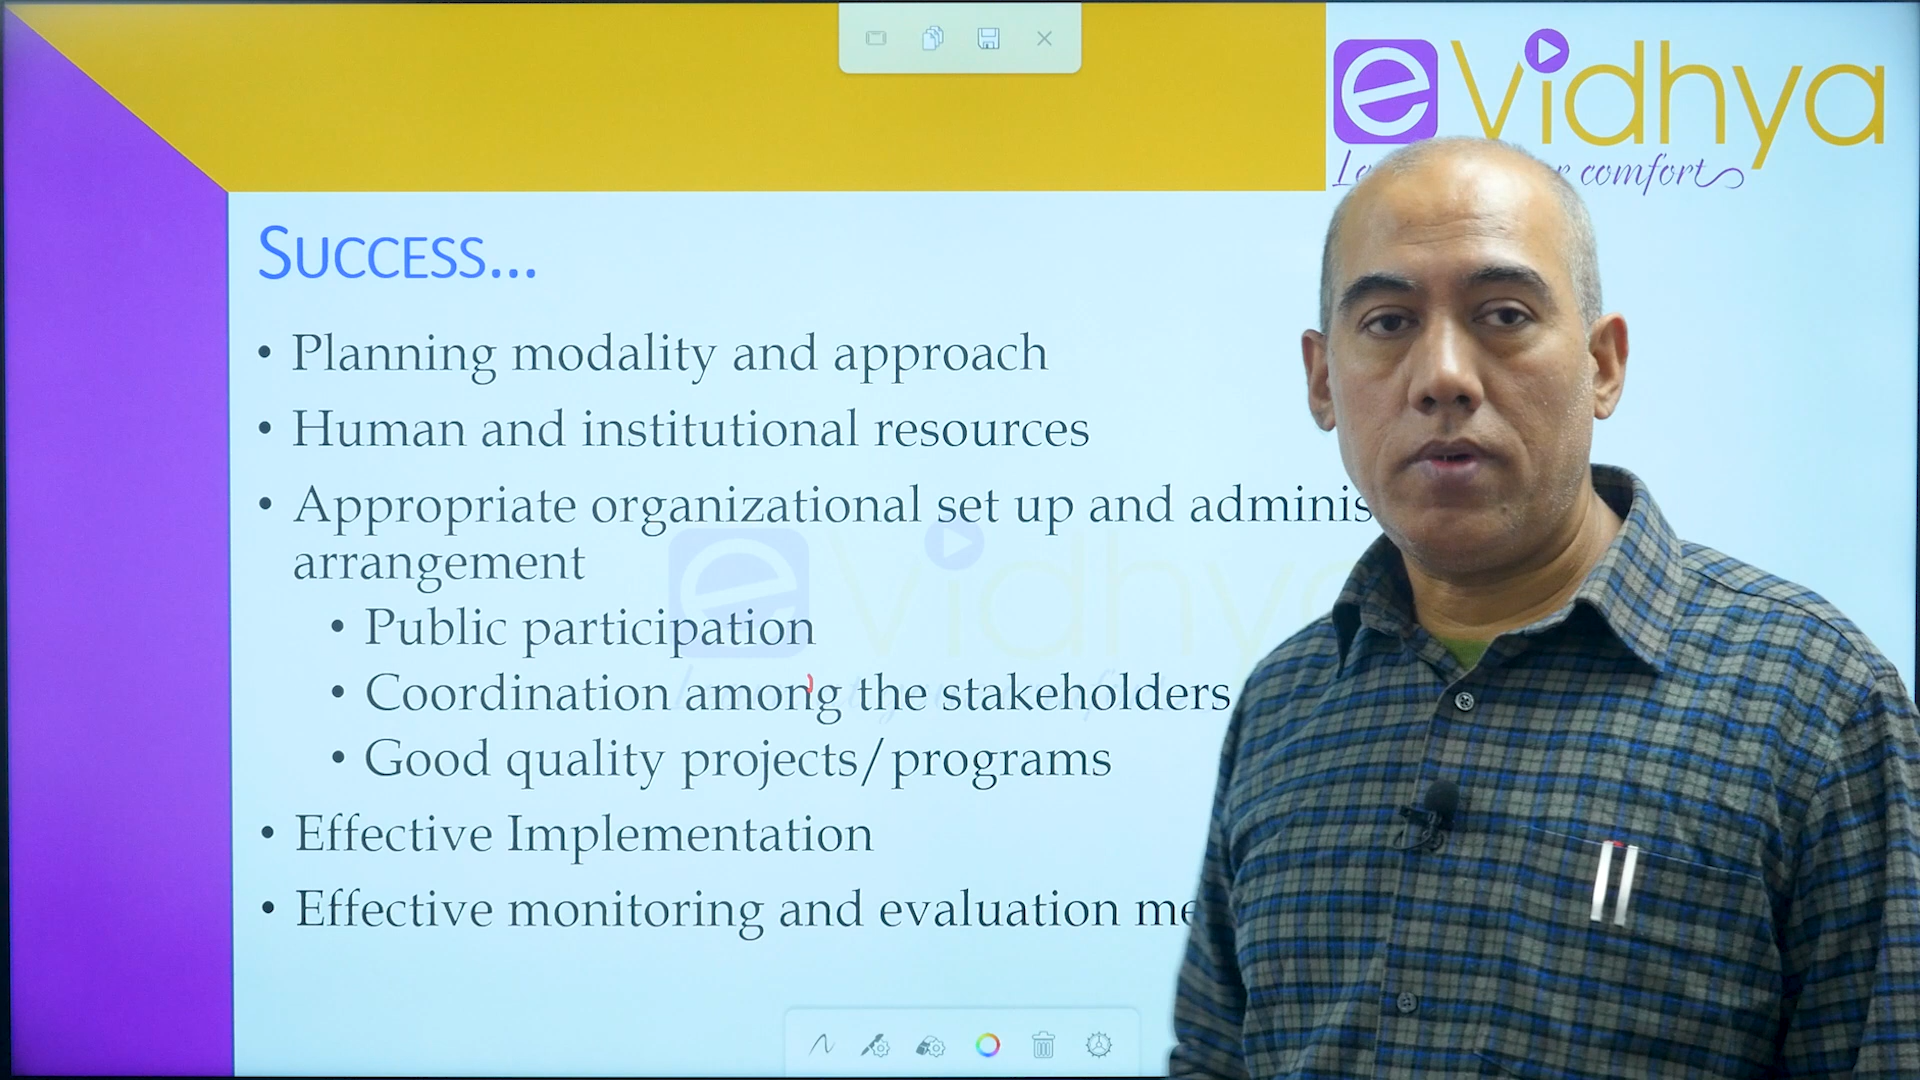 eVidhya
comfort
SUCCESS...
• Planning modality and approach
• Human and institutional resources
• Appropriate organizational set up and adminis
arrangement
• Public participation
• Coordination among the stakeholders
• Good quality projects/programs
• Effective Implementation
• Effective monitoring and evaluation me
eVidhya